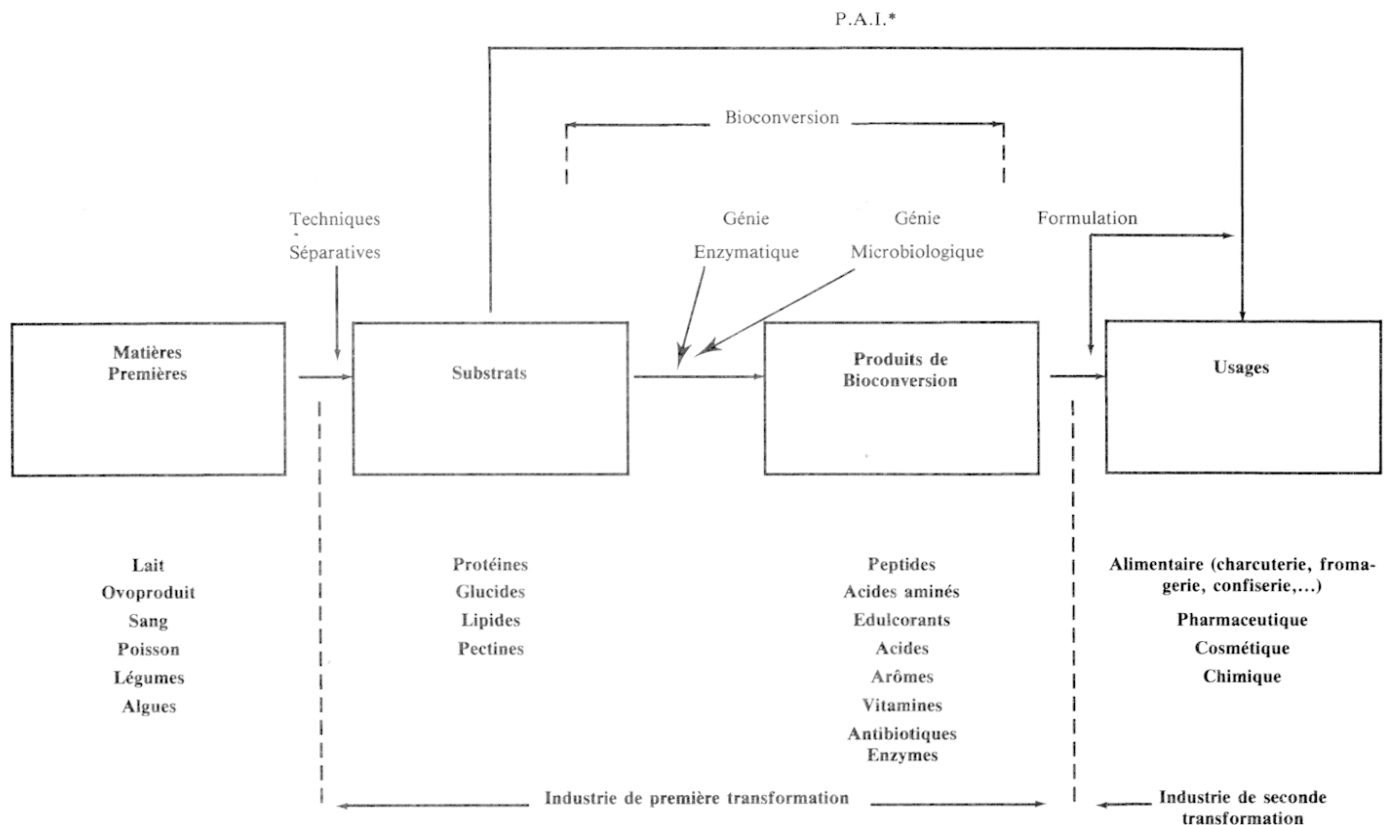 P.A.I.*
Bioconversion
Techniques
Séparatives
Génie
Enzymatique
Génie
Microbiologique
Formulation
Matières
Premières
Substrats
Produits de
Bioconversion
Usages
Lait
Ovoproduit
Sang
Poisson
Légumes
Algues
Protéines
Glucides
Lipides
Pectines
Peptides
Acides aminés
Edulcorants
Acides
Arômes
Vitamines
Antibiotiques
Enzymes
Alimentaire (charcuterie, froma-
gerie, confiserie,...)
Pharmaceutique
Cosmétique
Chimique
Industrie de première transformation
Industrie de seconde
transformation